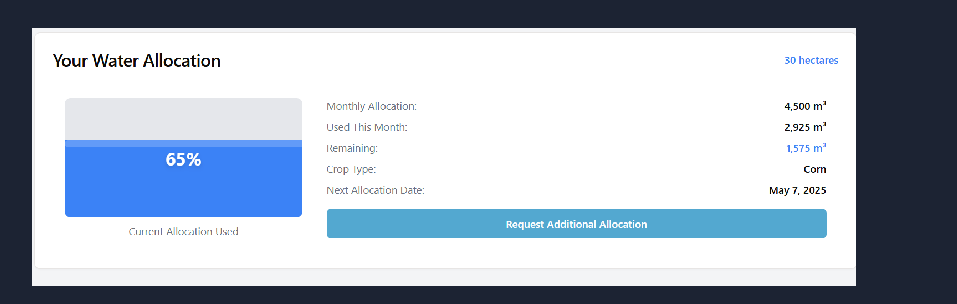 Your Water Allocation
30 hectares
65%
Current Allocation Used
Monthly Allocation: 4,500 m³
Used This Month: 2,925 m³
Remaining: 1,575 m³
Crop Type: Corn
Next Allocation Date: May 7, 2025
Request Additional Allocation